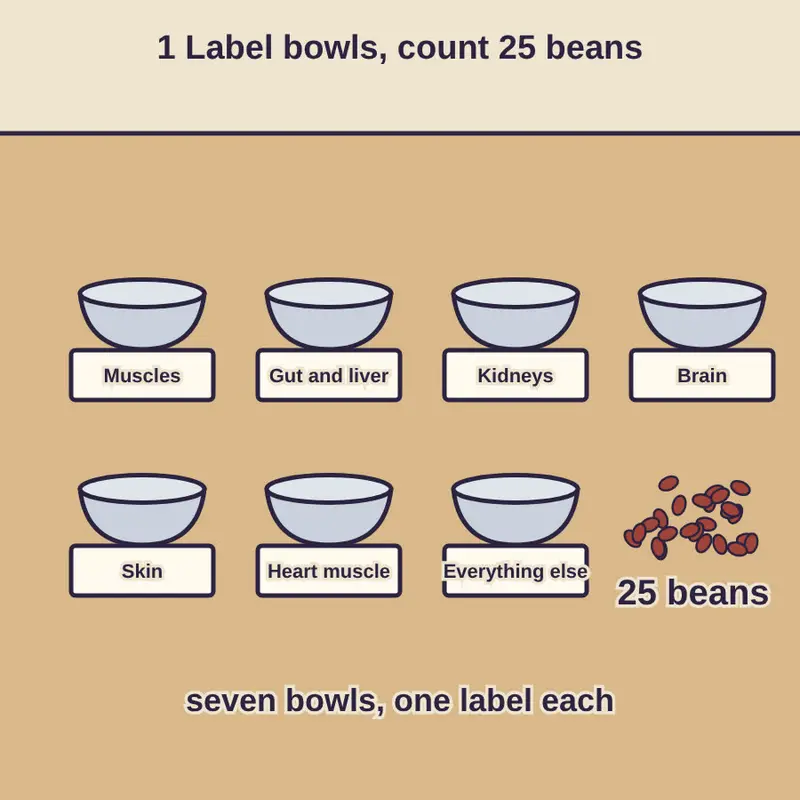 1 Label bowls, count 25 beans
Muscles
Gut and liver
Kidneys
Brain
Skin
Heart muscle
Everything else
25 beans
seven bowls, one label each